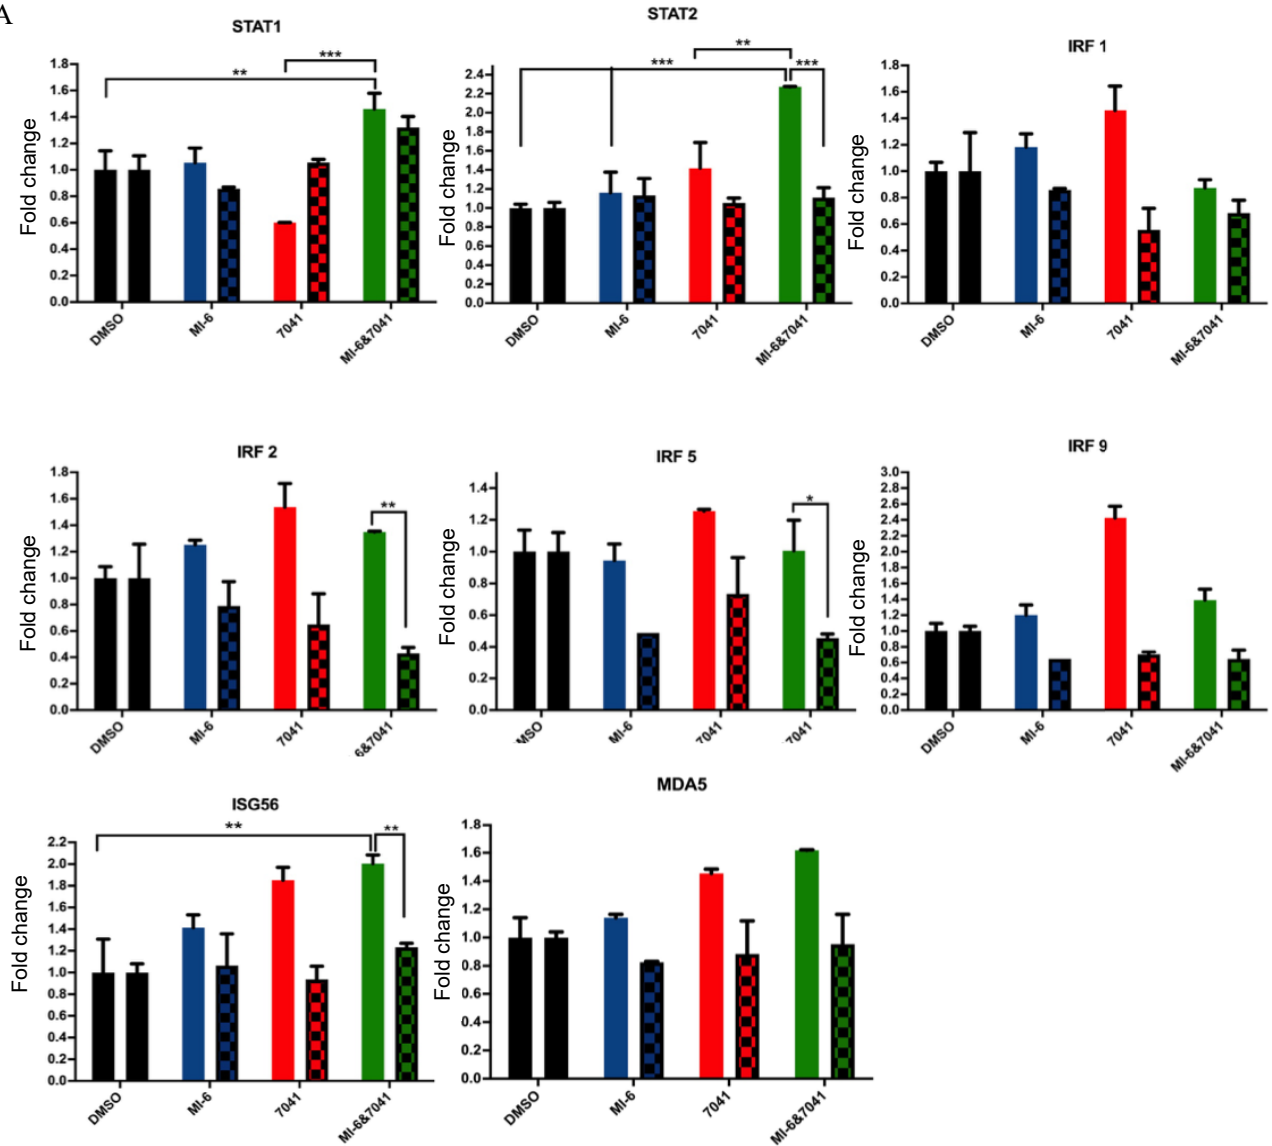 A
STAT1
Fold change
1.8
1.6
1.4
1.2
1.0
0.8
0.6
0.4
0.2
0.0
**
***
DMSO
MI-6
7041
MI-6&7041
STAT2
Fold change
2.4
2.2
2.0
1.8
1.6
1.4
1.2
1.0
0.8
0.6
0.4
0.2
0.0
***
**
***
DMSO
MI-6
7041
MI-6&7041
IRF 1
Fold change
1.8
1.6
1.4
1.2
1.0
0.8
0.6
0.4
0.2
0.0
DMSO
MI-6
7041
MI-6&7041
IRF 2
Fold change
1.8
1.6
1.4
1.2
1.0
0.8
0.6
0.4
0.2
0.0
**
DMSO
MI-6
7041
6&7041
IRF 5
Fold change
1.4
1.2
1.0
0.8
0.6
0.4
0.2
0.0
*
MSO
MI-6
7041
7041
IRF 9
Fold change
3.0
2.8
2.6
2.4
2.2
2.0
1.8
1.6
1.4
1.2
1.0
0.8
0.6
0.4
0.2
0.0
DMSO
MI-6
7041
MI-6&7041
ISG56
Fold change
2.2
2.0
1.8
1.6
1.4
1.2
1.0
0.8
0.6
0.4
0.2
0.0
**
**
DMSO
MI-6
7041
MI-6&7041
MDA5
Fold change
1.8
1.6
1.4
1.2
1.0
0.8
0.6
0.4
0.2
0.0
DMSO
MI-6
7041
MI-6&7041